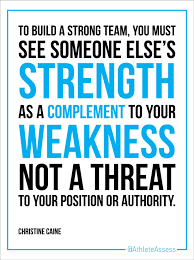 TO BUILD A STRONG TEAM, YOU MUST
SEE SOMEONE ELSE'S
STRENGTH
AS A COMPLEMENT TO YOUR
WEAKNESS
NOT A THREAT
TO YOUR POSITION OR AUTHORITY.
CHRISTINE CAINE
AthleteAssess